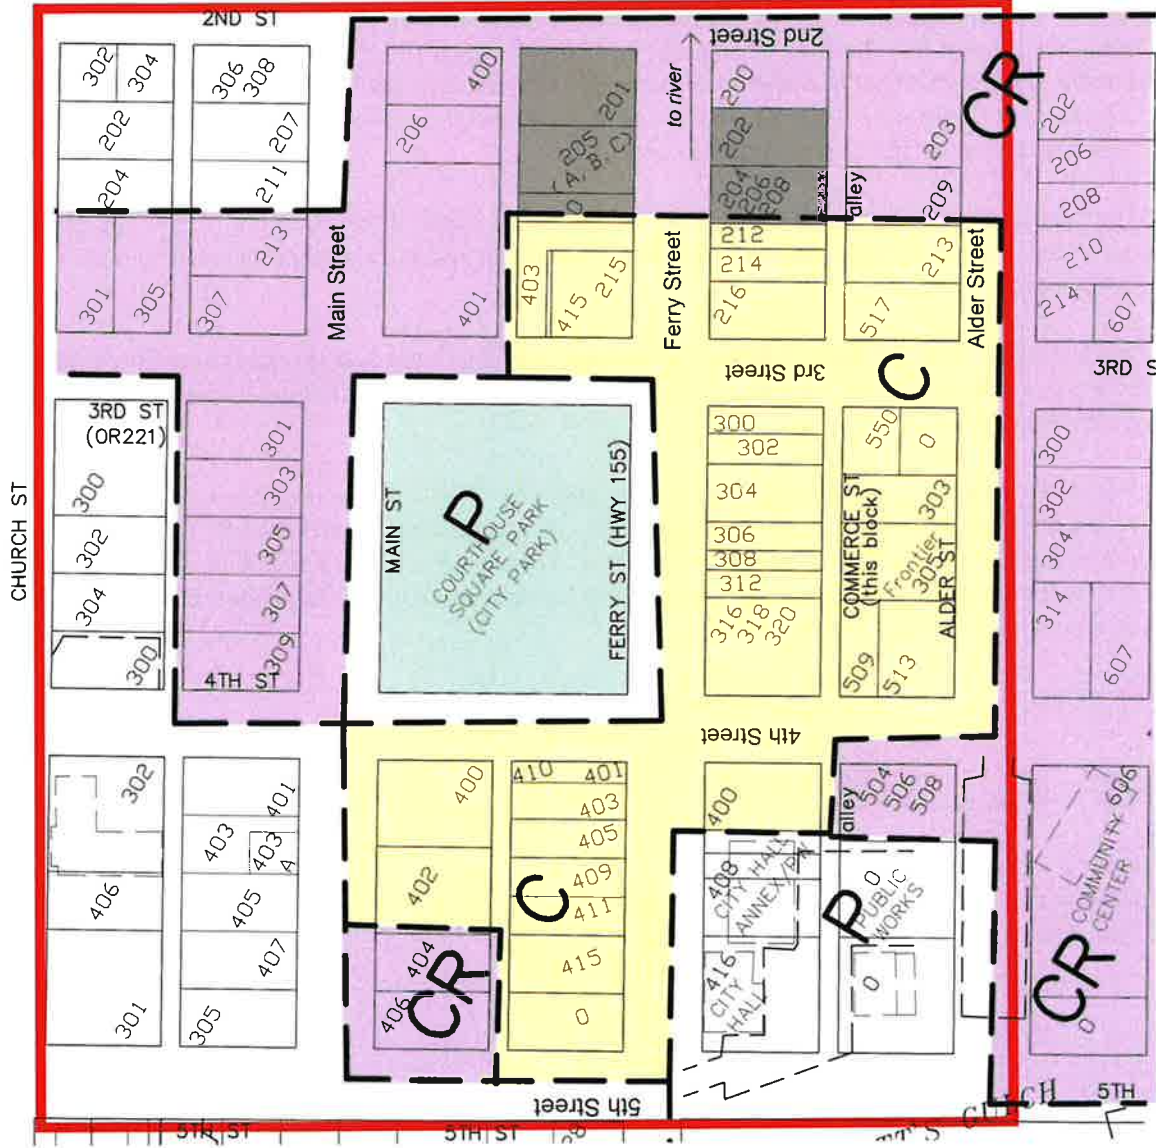 2ND ST
2nd Street
302
304
306
308
400
201
to river
200
CR
202
202
207
206
205
(A, B, C)
0
202
203
206
204
211
204
206
208
alley
209
208
213
Main Street
301
305
307
401
403
415
215
Ferry Street
212
214
216
213
517
Alder Street
210
214
607
3rd Street
C
3RD S
CHURCH ST
3RD ST
(OR221)
300
302
304
300
301
303
305
307
309
4TH ST
MAIN ST
P
COURTHOUSE
SQUARE PARK
(CITY PARK)
FERRY ST (HWY 155)
300
302
304
306
308
312
316
318
320
550
0
303
COMMERCE ST
(this block)
Frontier
305
ALDER ST
509
513
300
302
304
314
607
4th Street
302
406
301
401
403
403
A
405
407
305
400
402
404
406
CR
410
401
403
405
409
411
415
0
C
400
408
CITY HALL
ANNEX/PW
416
CITY
HALL
alley
504
506
508
P
0
PUBLIC
WORKS
0
606
COMMUNITY
CENTER
CR
0
5th Street
5TH ST
5TH ST
GULCH
5TH